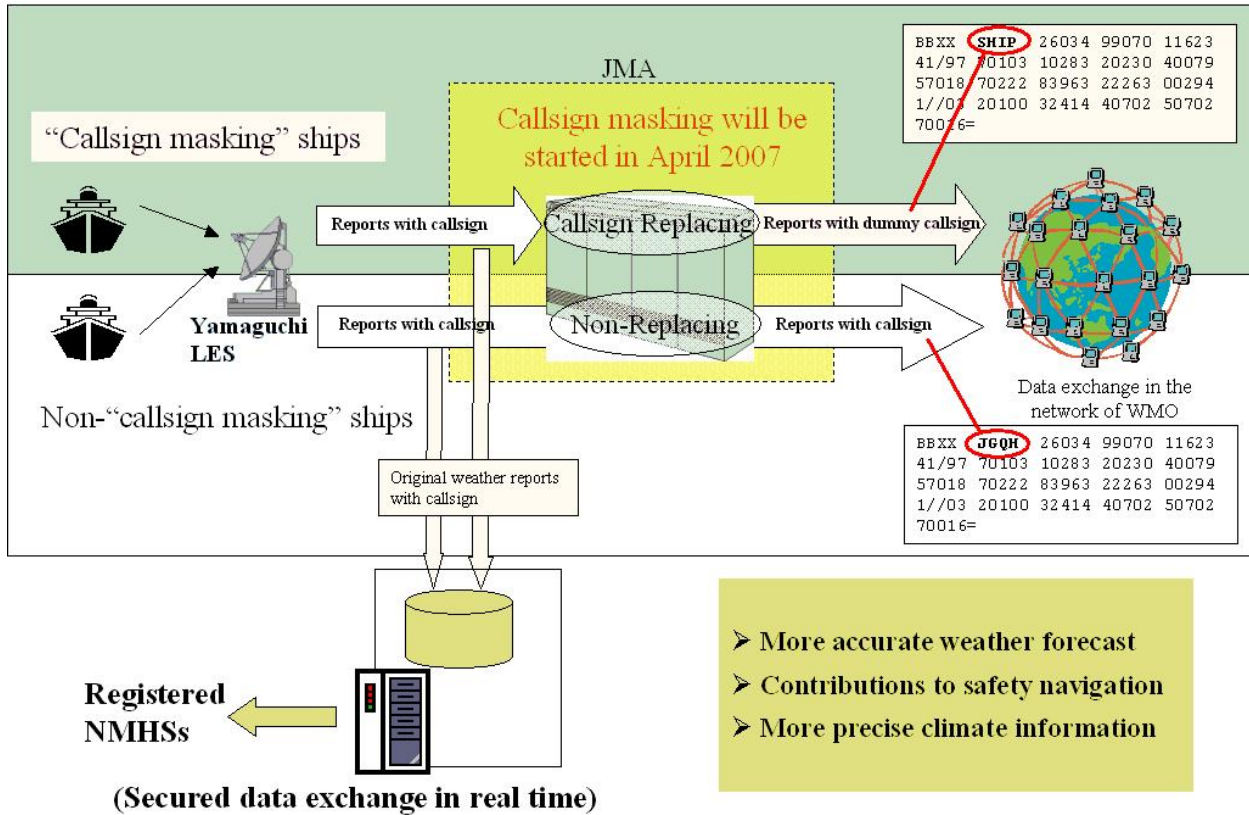 JMA
Callsign masking will be
started in April 2007
“Callsign masking” ships
BBXX SHIP 26034 99070 11623
41/97 70103 10283 20230 40079
57018 70222 83963 22263 00294
1//03 20100 32414 40702 50702
70016=
Reports with callsign
Callsign Replacing
Reports with dummy callsign
Yamaguchi
LES
Reports with callsign
Non-Replacing
Reports with callsign
Data exchange in the
network of WMO
Non-“callsign masking” ships
BBXX JGQH 26034 99070 11623
41/97 70103 10283 20230 40079
57018 70222 83963 22263 00294
1//03 20100 32414 40702 50702
70016=
Original weather reports
with callsign
Registered
NMHSs
(Secured data exchange in real time)
➢ More accurate weather forecast
➢ Contributions to safety navigation
➢ More precise climate information